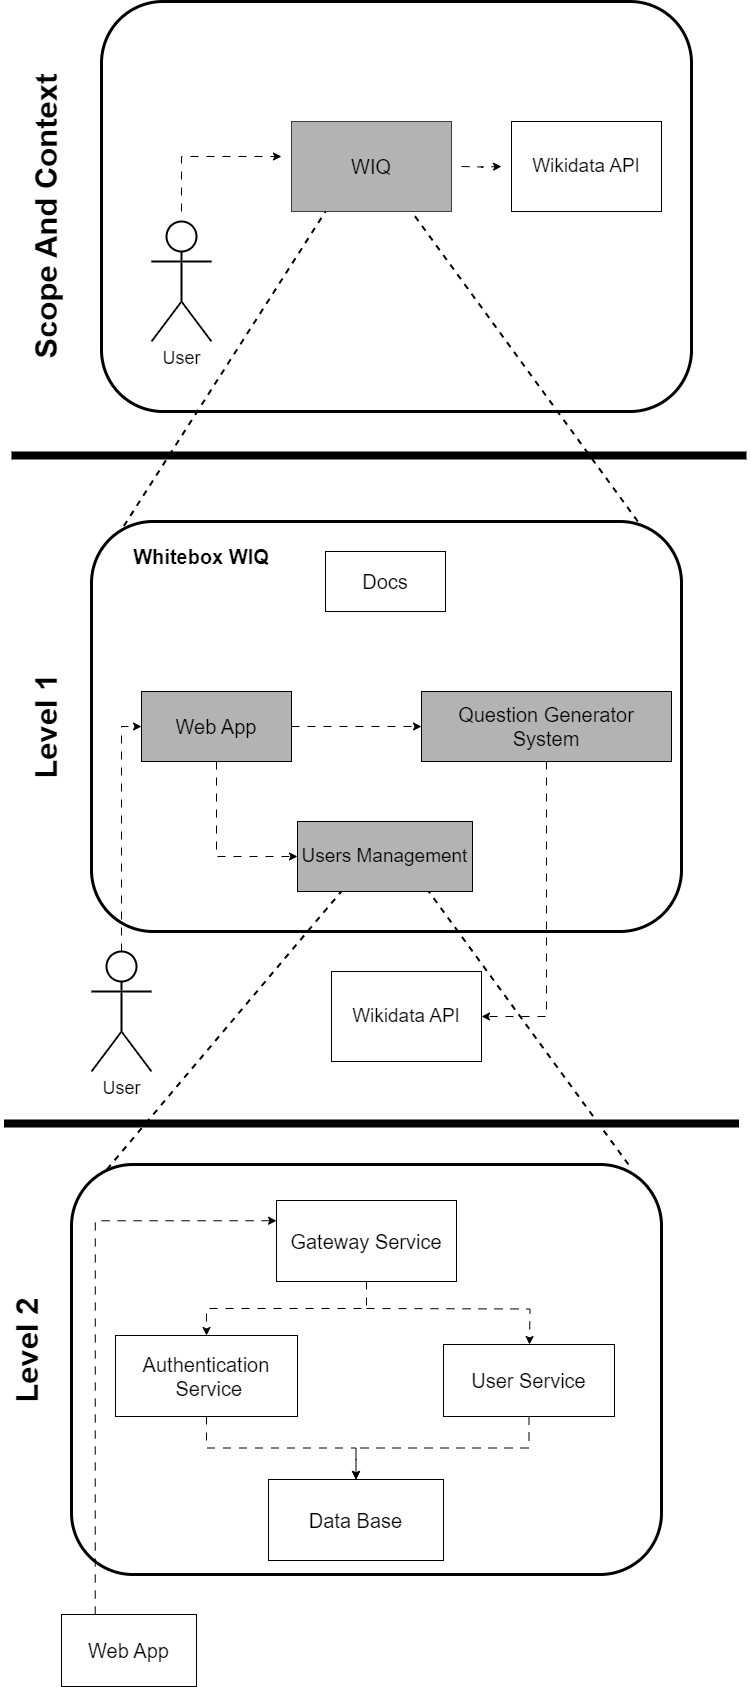 Scope And Context
WIQ
Wikidata API
User
Level 1
Whitebox WIQ
Docs
Web App
Question Generator
System
Users Management
Wikidata API
User
Level 2
Gateway Service
Authentication
Service
User Service
Data Base
Web App